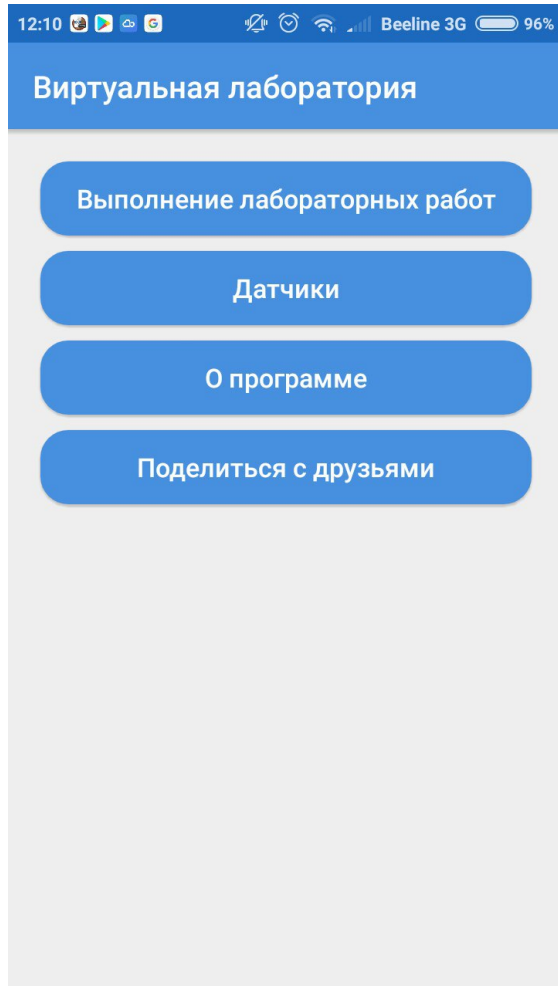 12:10 Beeline 3G 96%
Виртуальная лаборатория
Выполнение лабораторных работ
Датчики
О программе
Поделиться с друзьями